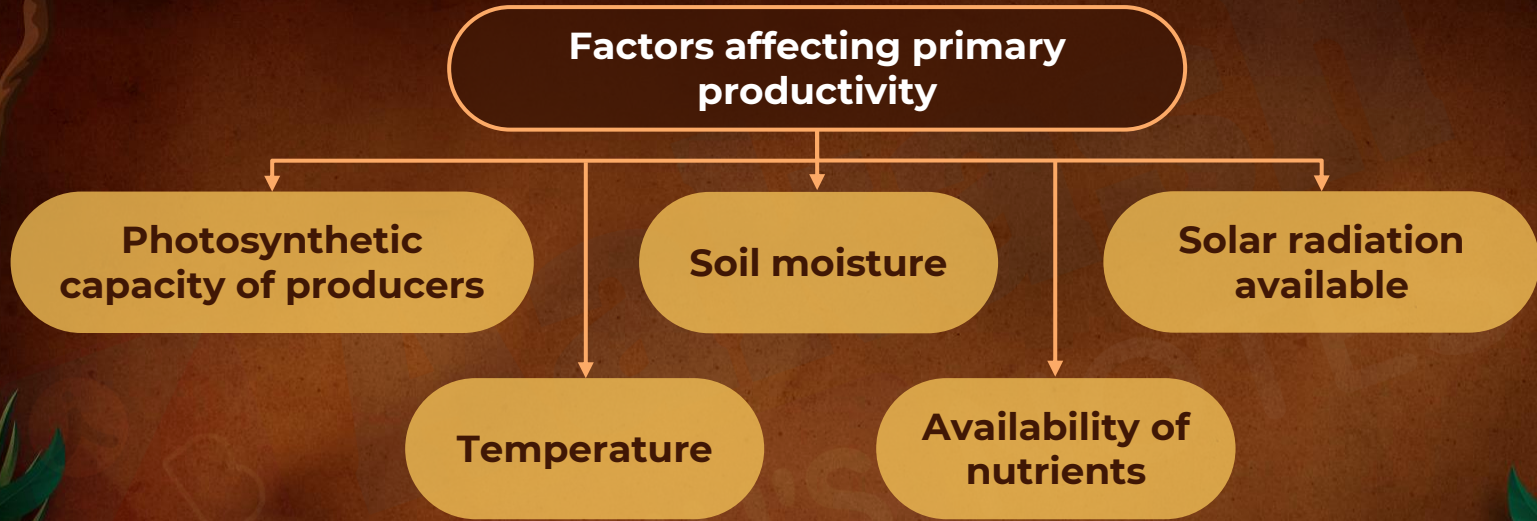 Factors affecting primary
productivity
Photosynthetic
capacity of producers
Soil moisture
Solar radiation
available
Temperature
Availability of
nutrients